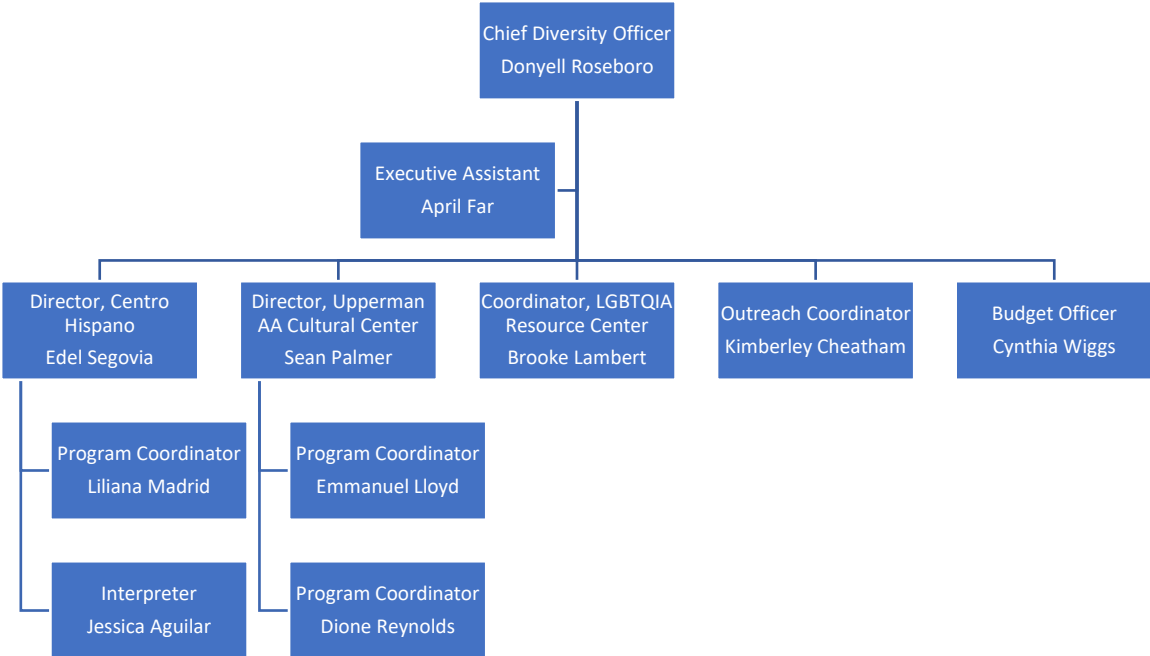 Chief Diversity Officer
Donyell Roseboro
Executive Assistant
April Far
Director, Centro
Hispano
Edel Segovia
Director, Upperman
AA Cultural Center
Sean Palmer
Coordinator, LGBTQIA
Resource Center
Brooke Lambert
Outreach Coordinator
Kimberley Cheatham
Budget Officer
Cynthia Wiggs
Program Coordinator
Liliana Madrid
Program Coordinator
Emmanuel Lloyd
Interpreter
Jessica Aguilar
Program Coordinator
Dione Reynolds